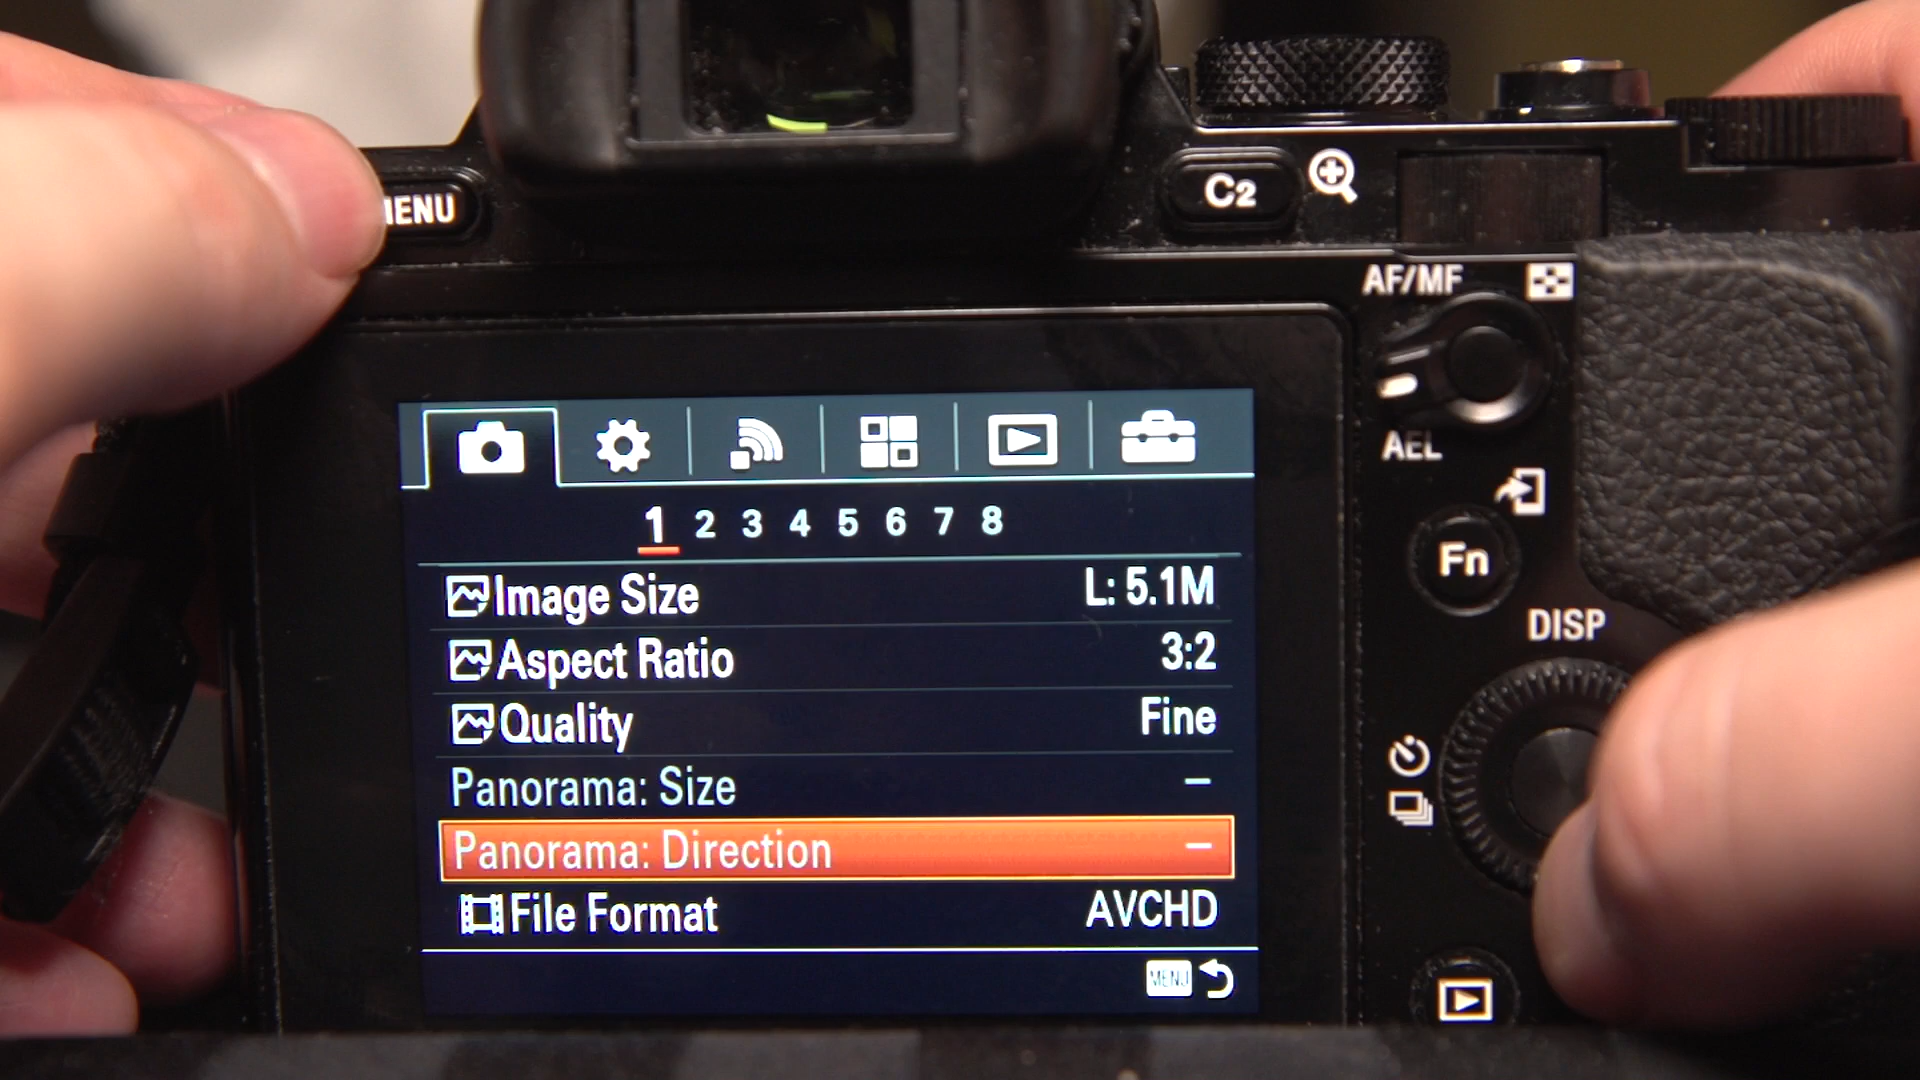 MENU
C2
AF/MF
AEL
1 2 3 4 5 6 7 8
Image Size L: 5.1M
Fn
Aspect Ratio 3:2
DISP
Quality Fine
Panorama: Size –
Panorama: Direction –
File Format AVCHD
MENU